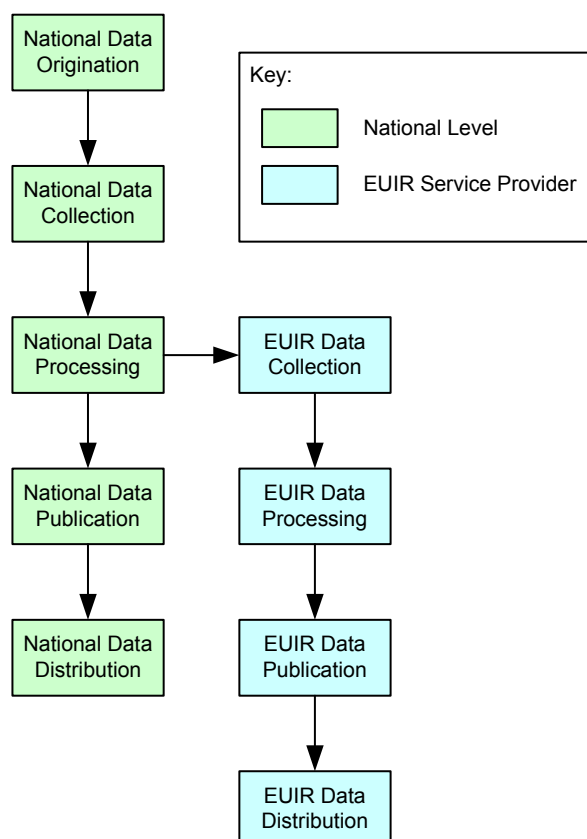 National Data
Origination
Key:
National Level
EUIR Service Provider
National Data
Collection
National Data
Processing
EUIR Data
Collection
National Data
Publication
EUIR Data
Processing
National Data
Distribution
EUIR Data
Publication
EUIR Data
Distribution